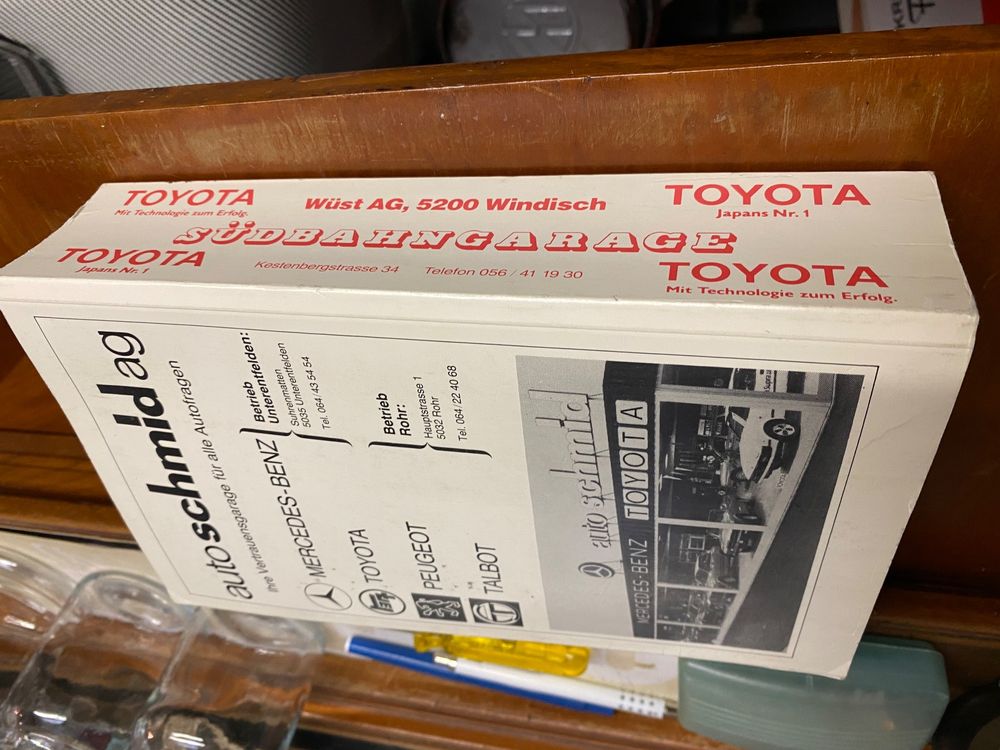 TOYOTA
Mit Technologie zum Erfolg.
Wüst AG, 5200 Windisch
TOYOTA
Japans Nr. 1
SÜDBAHNGARAGE
TOYOTA
Japans Nr. 1
Kestenbergstrasse 34 Telefon 056 / 41 19 30
TOYOTA
Mit Technologie zum Erfolg.
auto schmid ag
Ihre Vertrauensgarage für alle Autofragen
MERCEDES-BENZ
TOYOTA
PEUGEOT
TALBOT
Betrieb
Unterentfelden:
Suhrenmatten
5035 Unterentfelden
Tel. 064 / 43 54 54
Betrieb
Rohr:
Hauptstrasse 1
5032 Rohr
Tel. 064 / 22 40 68
auto schmid
MERCEDES-BENZ TOYOTA